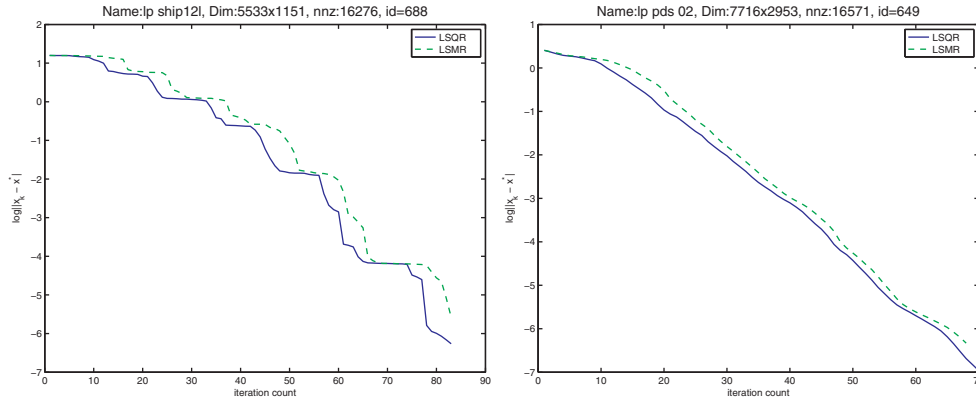 Name:lp ship12l, Dim:5533x1151, nnz:16276, id=688
LSQR
LSMR
2
1
0
−1
−2
−3
−4
−5
−6
−7
log||x_k − x*|
0 10 20 30 40 50 60 70 80 90
iteration count
Name:lp pds 02, Dim:7716x2953, nnz:16571, id=649
LSQR
LSMR
1
0
−1
−2
−3
−4
−5
−6
−7
log||x_k − x*|
0 10 20 30 40 50 60 70
iteration count